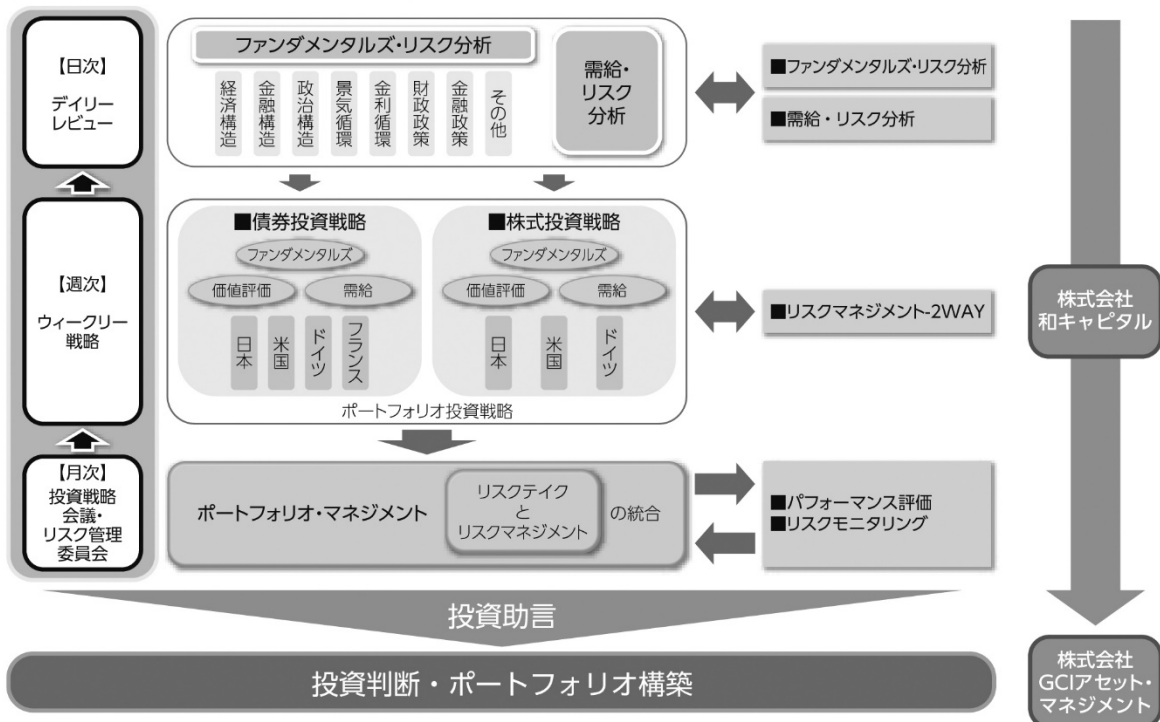 【日次】
デイリー
レビュー
【週次】
ウィークリー
戦略
【月次】
投資戦略
会議・
リスク管理
委員会
ファンダメンタルズ・リスク分析
経済構造
金融構造
政治構造
景気循環
金利循環
財政政策
金融政策
その他
需給・
リスク
分析
■ファンダメンタルズ・リスク分析
■需給・リスク分析
■債券投資戦略
ファンダメンタルズ
価値評価
需給
日本
米国
ドイツ
フランス
■株式投資戦略
ファンダメンタルズ
価値評価
需給
日本
米国
ドイツ
ポートフォリオ投資戦略
■リスクマネジメント-2WAY
ポートフォリオ・マネジメント
リスクテイク
と
リスクマネジメント
の統合
■パフォーマンス評価
■リスクモニタリング
投資助言
投資判断・ポートフォリオ構築
株式会社
和キャピタル
株式会社
GCIアセット・
マネジメント